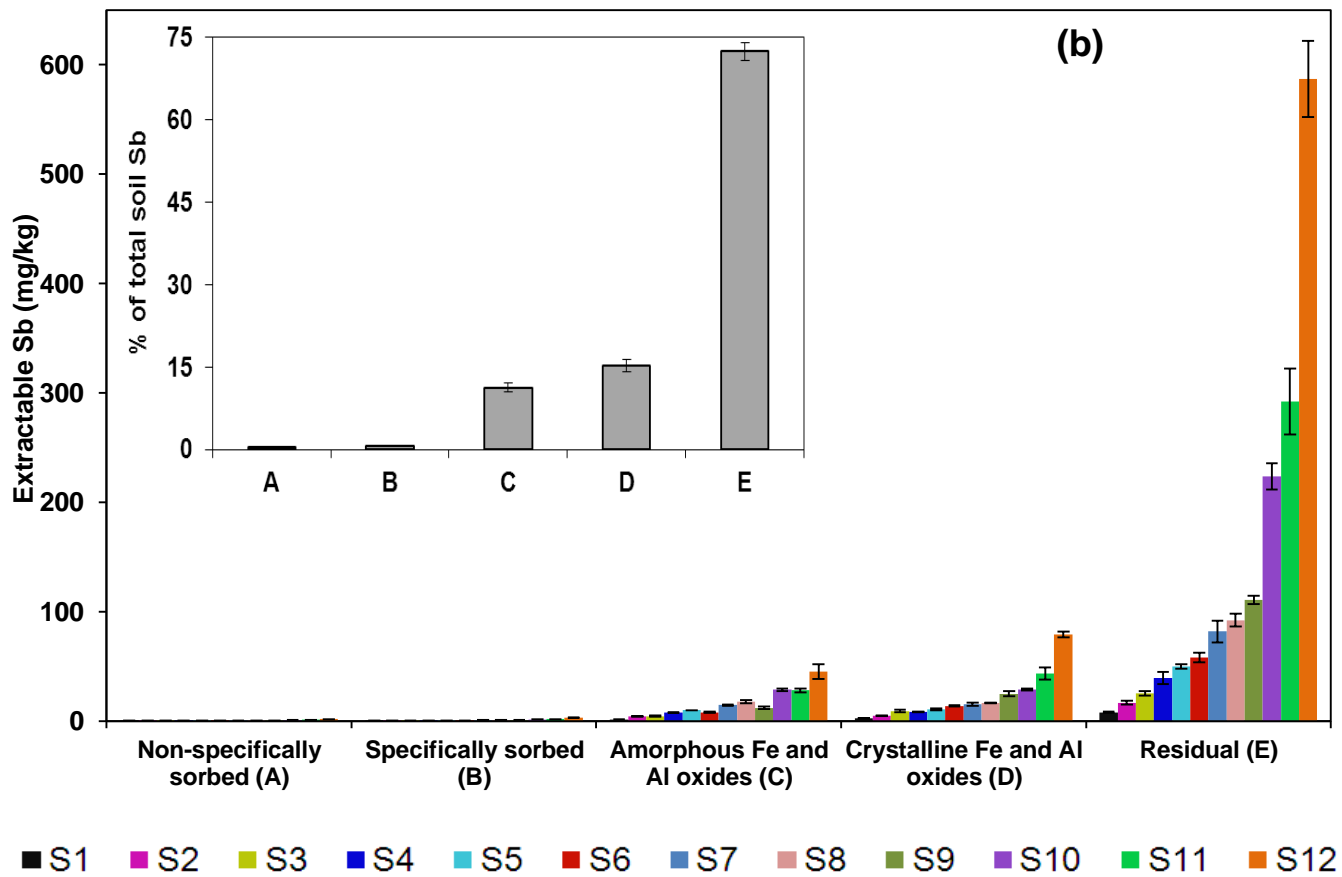 (b)
Extractable Sb (mg/kg)
600
500
400
300
200
100
0
% of total soil Sb
75
60
45
30
15
0
A B C D E
Non-specifically sorbed (A)
Specifically sorbed (B)
Amorphous Fe and Al oxides (C)
Crystalline Fe and Al oxides (D)
Residual (E)
S1 S2 S3 S4 S5 S6 S7 S8 S9 S10 S11 S12